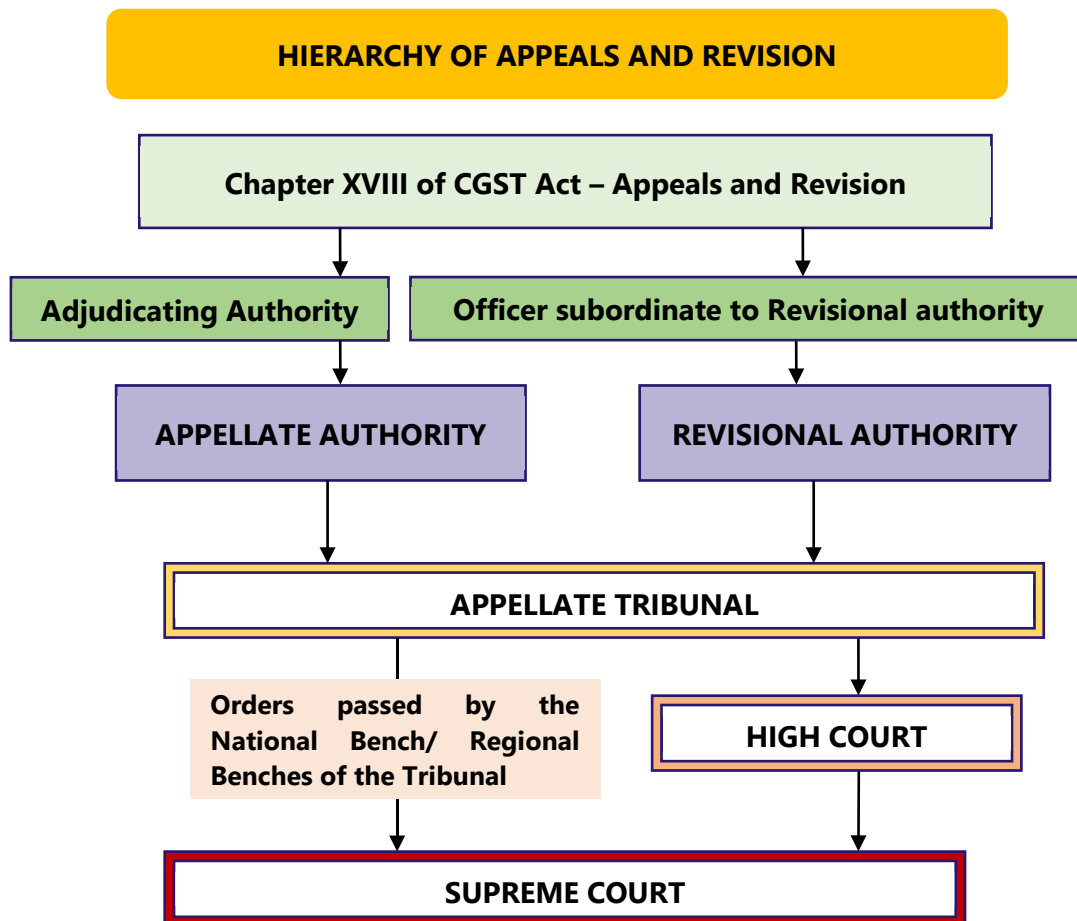 HIERARCHY OF APPEALS AND REVISION
Chapter XVIII of CGST Act – Appeals and Revision
Adjudicating Authority
Officer subordinate to Revisional authority
APPELLATE AUTHORITY
REVISIONAL AUTHORITY
APPELLATE TRIBUNAL
Orders passed by the
National Bench/ Regional
Benches of the Tribunal
HIGH COURT
SUPREME COURT